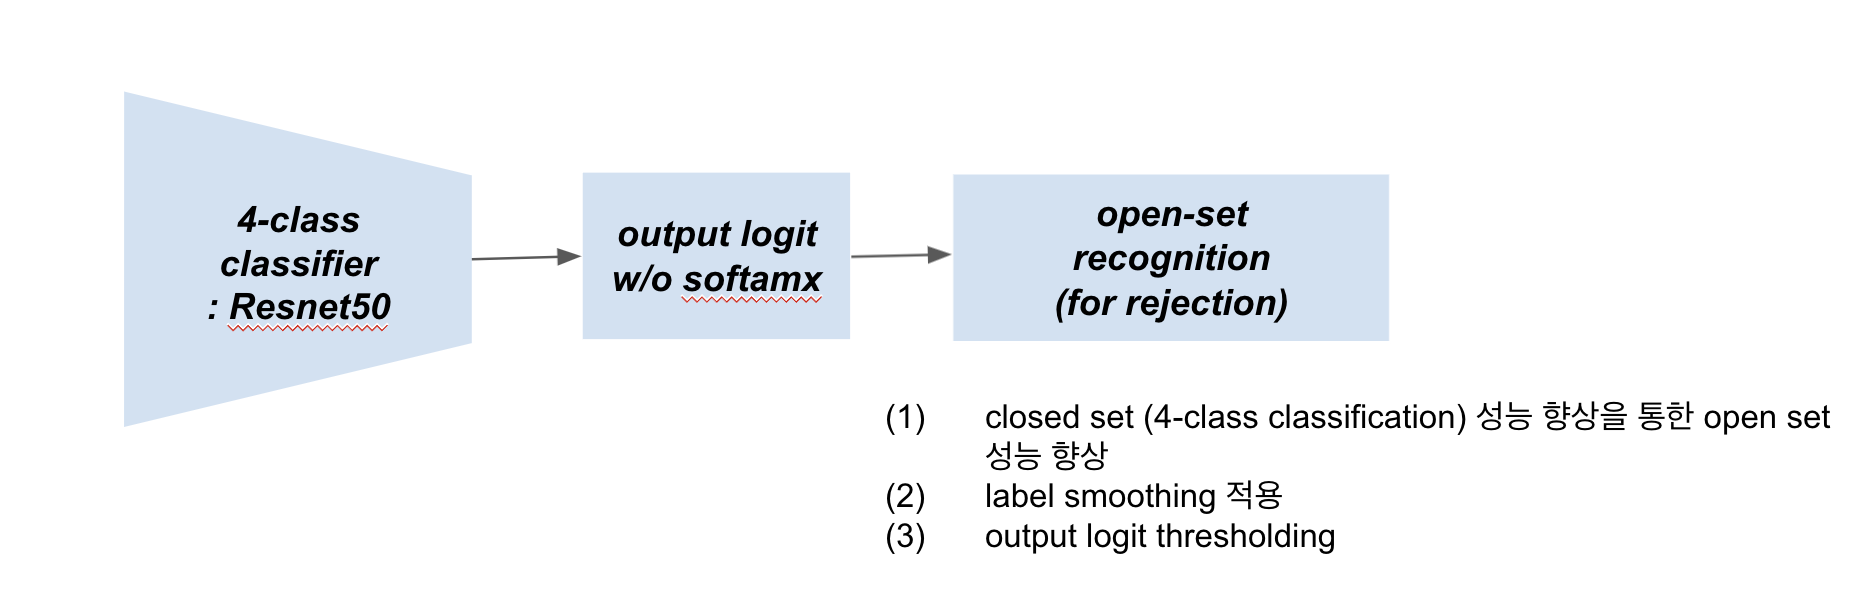 4-class
classifier
: Resnet50
output logit
w/o softamx
open-set
recognition
(for rejection)
(1) closed set (4-class classification) 성능 향상을 통한 open set
성능 향상
(2) label smoothing 적용
(3) output logit thresholding